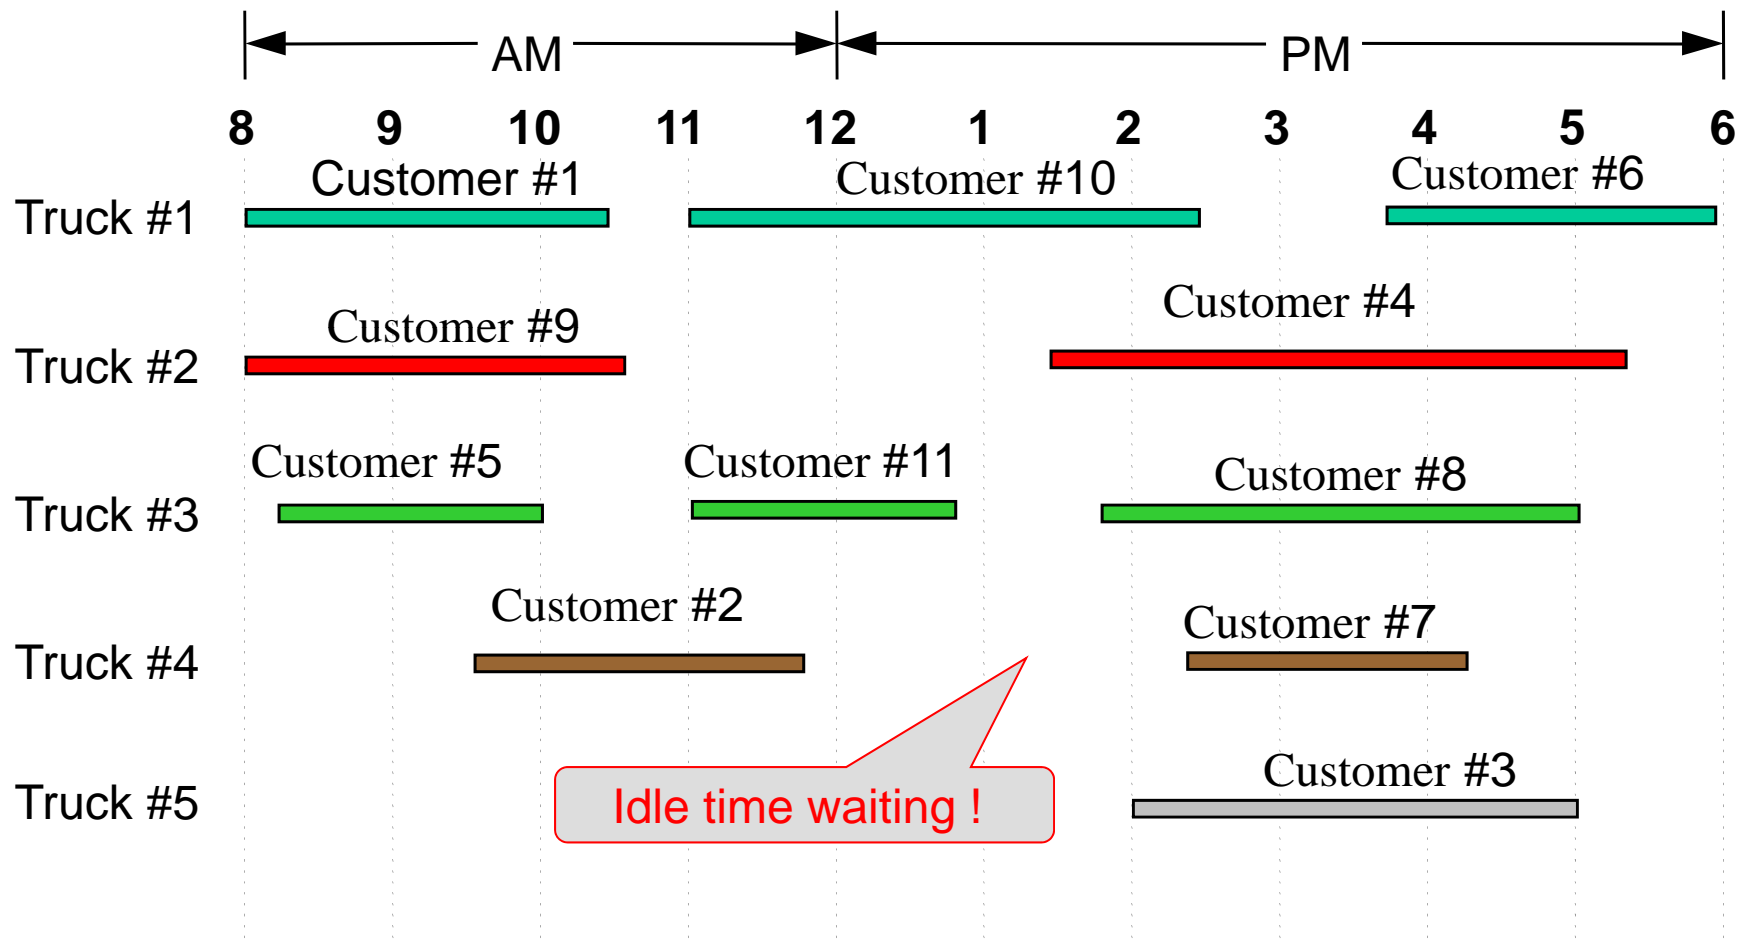 AM PM
8 9 10 11 12 1 2 3 4 5 6
Customer #1 Customer #10 Customer #6
Truck #1
Customer #4
Customer #9
Truck #2
Customer #5 Customer #11 Customer #8
Truck #3
Customer #2 Customer #7
Truck #4
Customer #3
Truck #5 Idle time waiting !